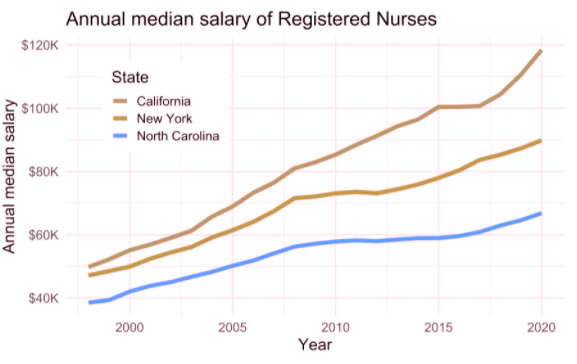 Annual median salary of Registered Nurses
$120K
$100K
$80K
$60K
$40K
Annual median salary
State
California
New York
North Carolina
2000
2005
2010
2015
2020
Year